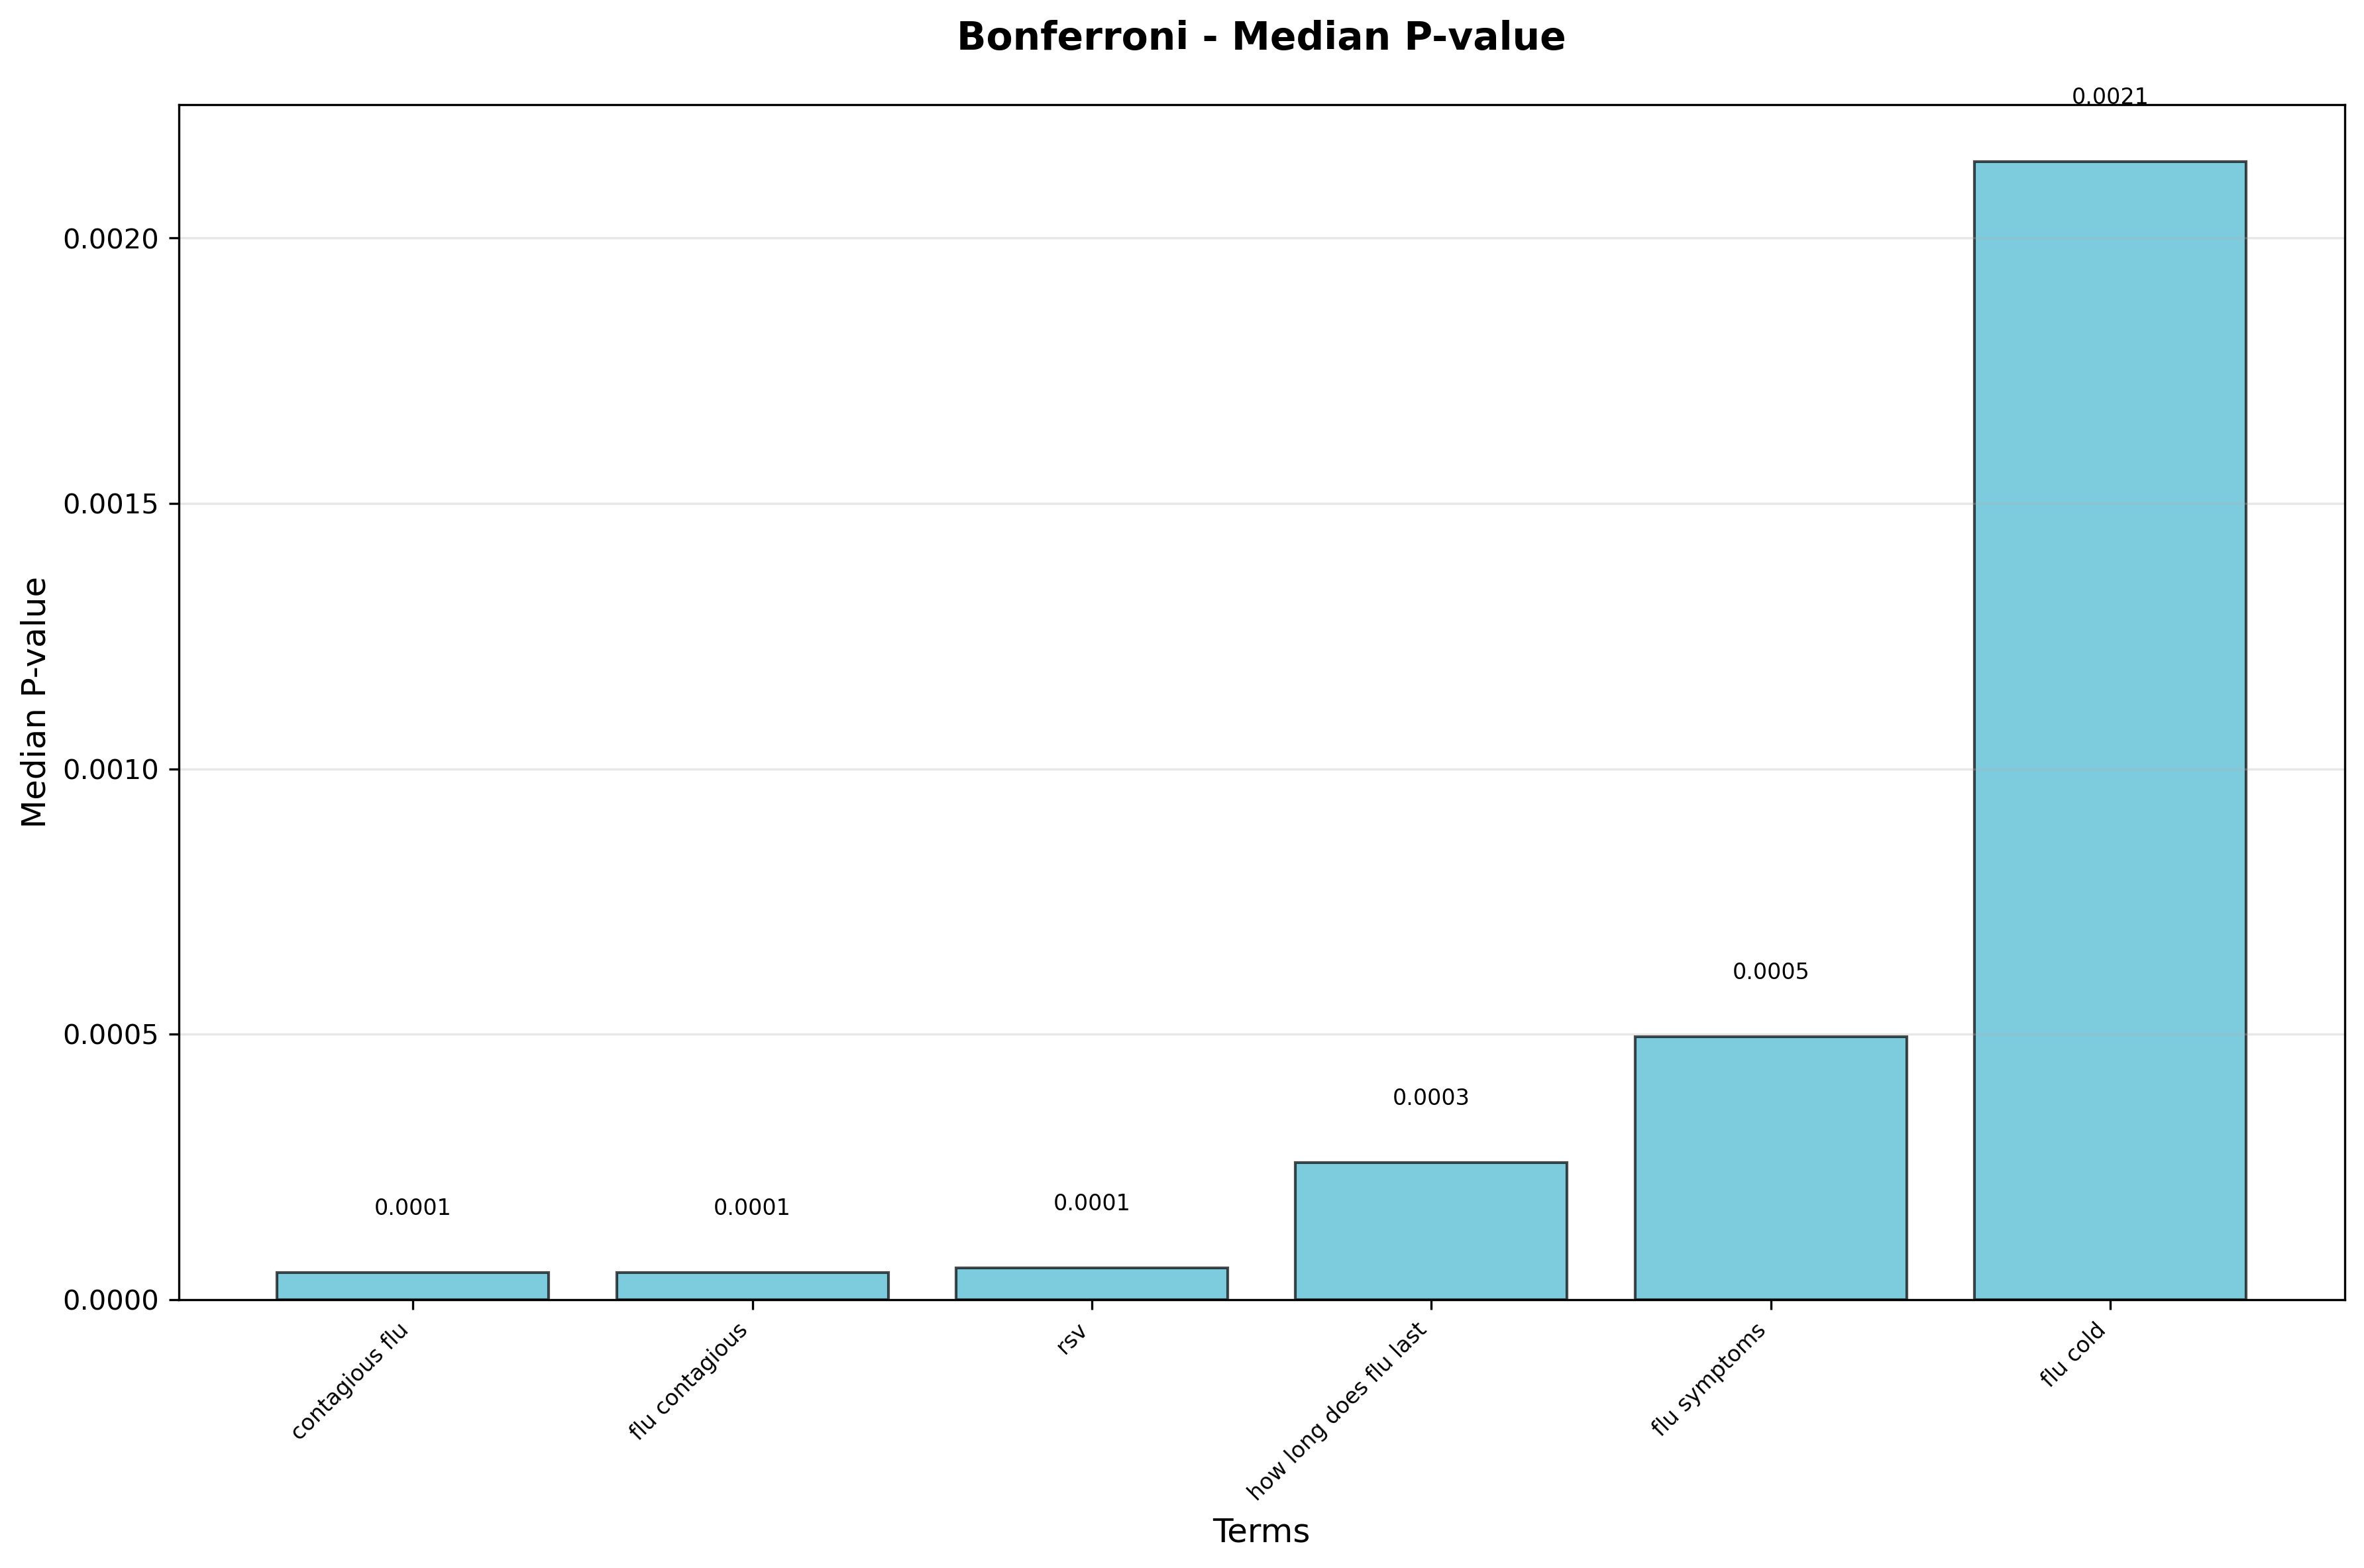 Bonferroni - Median P-value
0.0021
0.0020
0.0015
0.0010
0.0005
0.0000
Median P-value
0.0001
0.0001
0.0001
0.0003
0.0005
contagious flu
flu contagious
rsv
how long does flu last
flu symptoms
flu cold
Terms